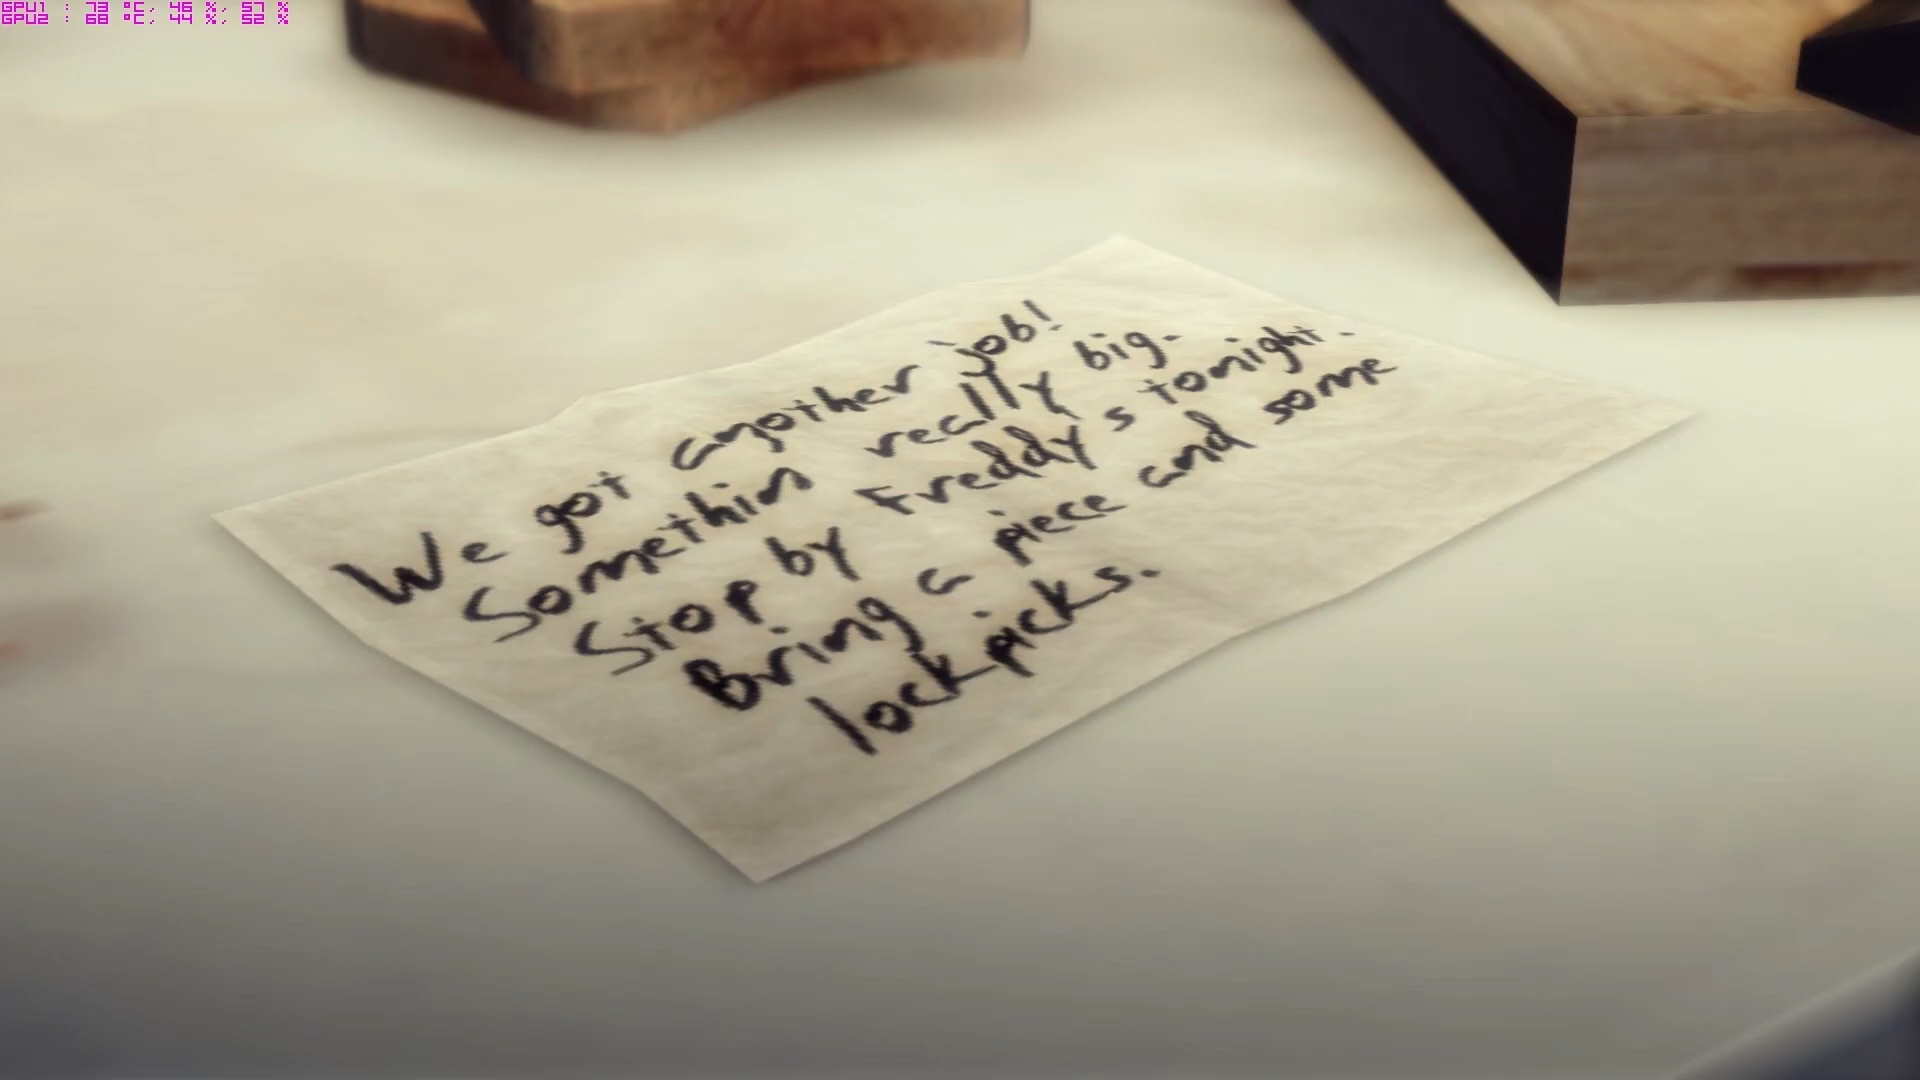 GPU1 : 73 °C, 46 %, 57 %
GPU2 : 68 °C, 44 %, 52 %
We got another job!
Somethin really big.
Stop by Freddy s tonight.
Bring a piece and some
lockpicks.